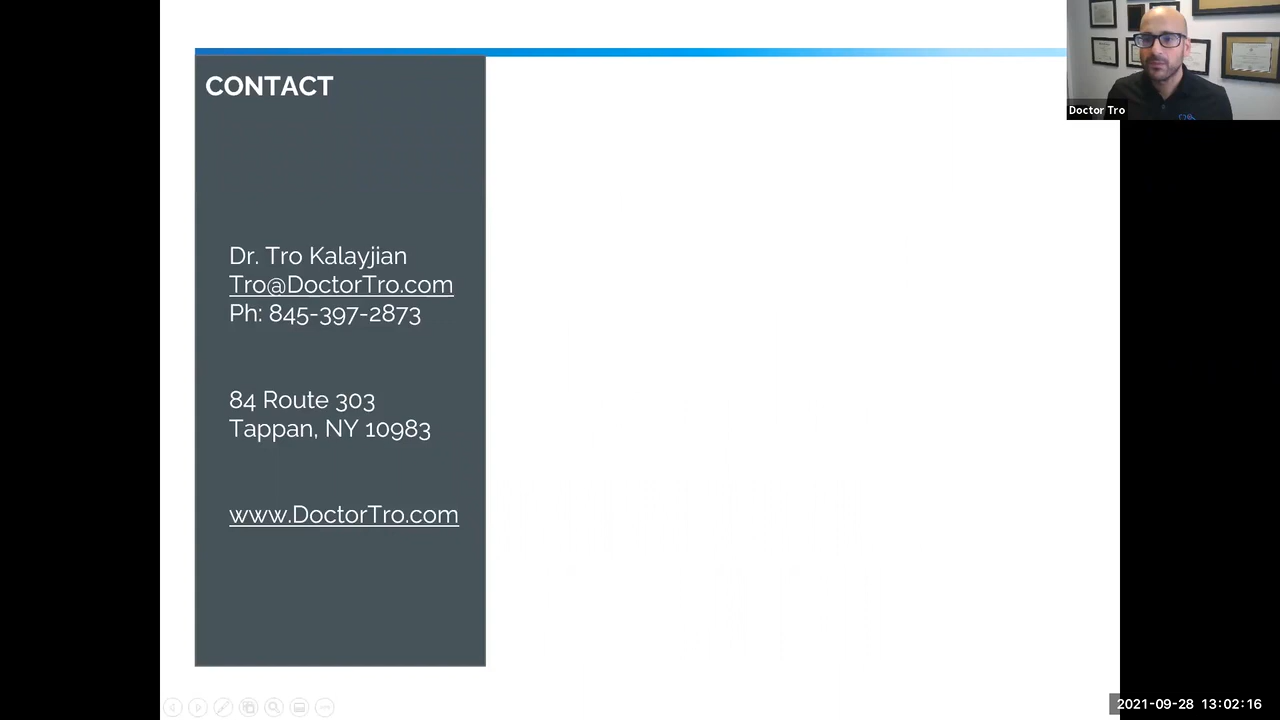 CONTACT
Dr. Tro Kalayjian
Tro@DoctorTro.com
Ph: 845-397-2873
84 Route 303
Tappan, NY 10983
www.DoctorTro.com
Doctor Tro
2021-09-28 13:02:16